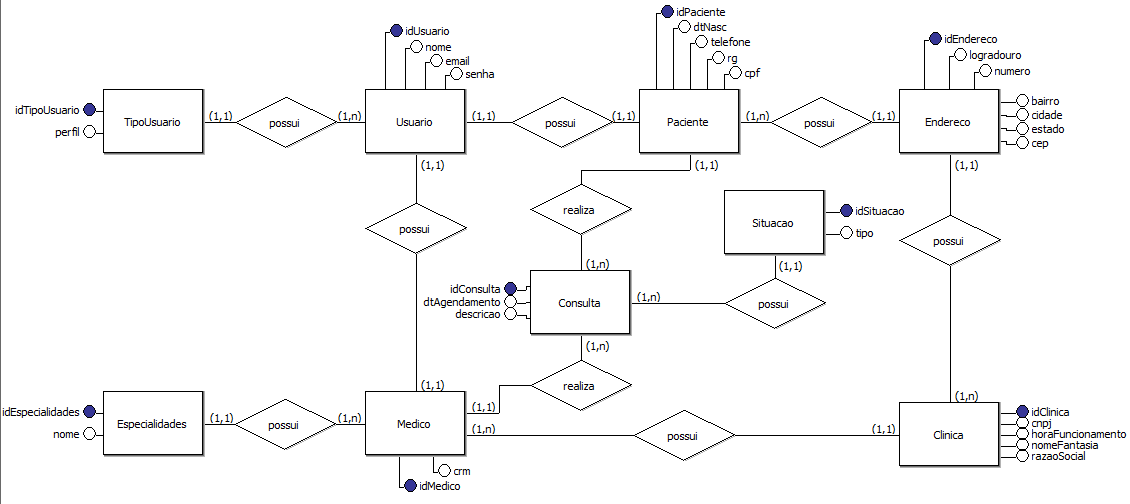 idPaciente
dtNasc
telefone
rg
cpf
idUsuario
nome
email
senha
idEndereco
logradouro
numero
idTipoUsuario
perfil
TipoUsuario
(1,1)
possui
(1,n)
Usuario
(1,1)
possui
(1,1)
Paciente
(1,n)
possui
(1,1)
Endereco
bairro
cidade
estado
cep
(1,1)
(1,1)
(1,1)
realiza
Situacao
idSituacao
tipo
possui
possui
(1,n)
(1,1)
idConsulta
dtAgendamento
descricao
Consulta
(1,n)
possui
(1,n)
realiza
(1,1)
(1,1)
(1,n)
idEspecialidades
nome
Especialidades
(1,1)
possui
(1,n)
Medico
(1,n)
possui
(1,1)
Clinica
idClinica
cnpj
horaFuncionamento
nomeFantasia
razaoSocial
crm
idMedico